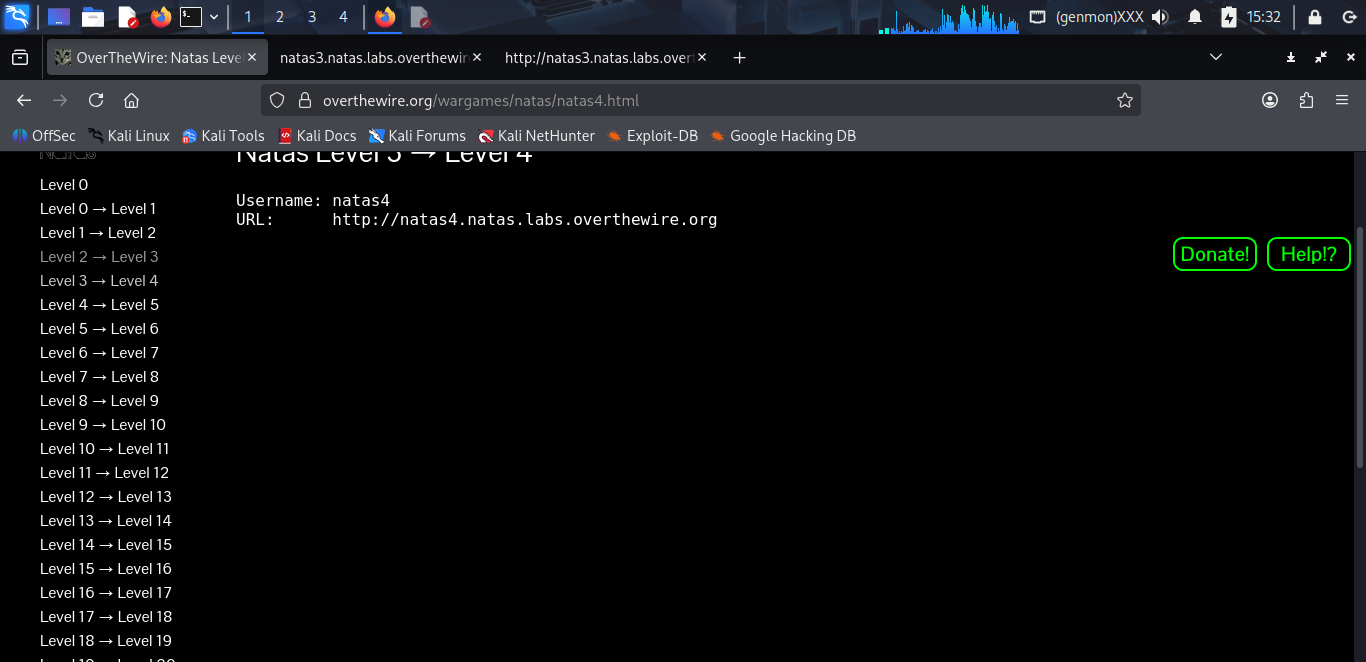 1 2 3 4 (genmon)XXX 15:32
OverTheWire: Natas Leve natas3.natas.labs.overthewir http://natas3.natas.labs.over
overthewire.org/wargames/natas/natas4.html
OffSec Kali Linux Kali Tools Kali Docs Kali Forums Kali NetHunter Exploit-DB Google Hacking DB
Natas
Natas Level 3 → Level 4
Username: natas4
URL: http://natas4.natas.labs.overthewire.org
Donate! Help!?
Level 0
Level 0 → Level 1
Level 1 → Level 2
Level 2 → Level 3
Level 3 → Level 4
Level 4 → Level 5
Level 5 → Level 6
Level 6 → Level 7
Level 7 → Level 8
Level 8 → Level 9
Level 9 → Level 10
Level 10 → Level 11
Level 11 → Level 12
Level 12 → Level 13
Level 13 → Level 14
Level 14 → Level 15
Level 15 → Level 16
Level 16 → Level 17
Level 17 → Level 18
Level 18 → Level 19
Level 19 → Level 20